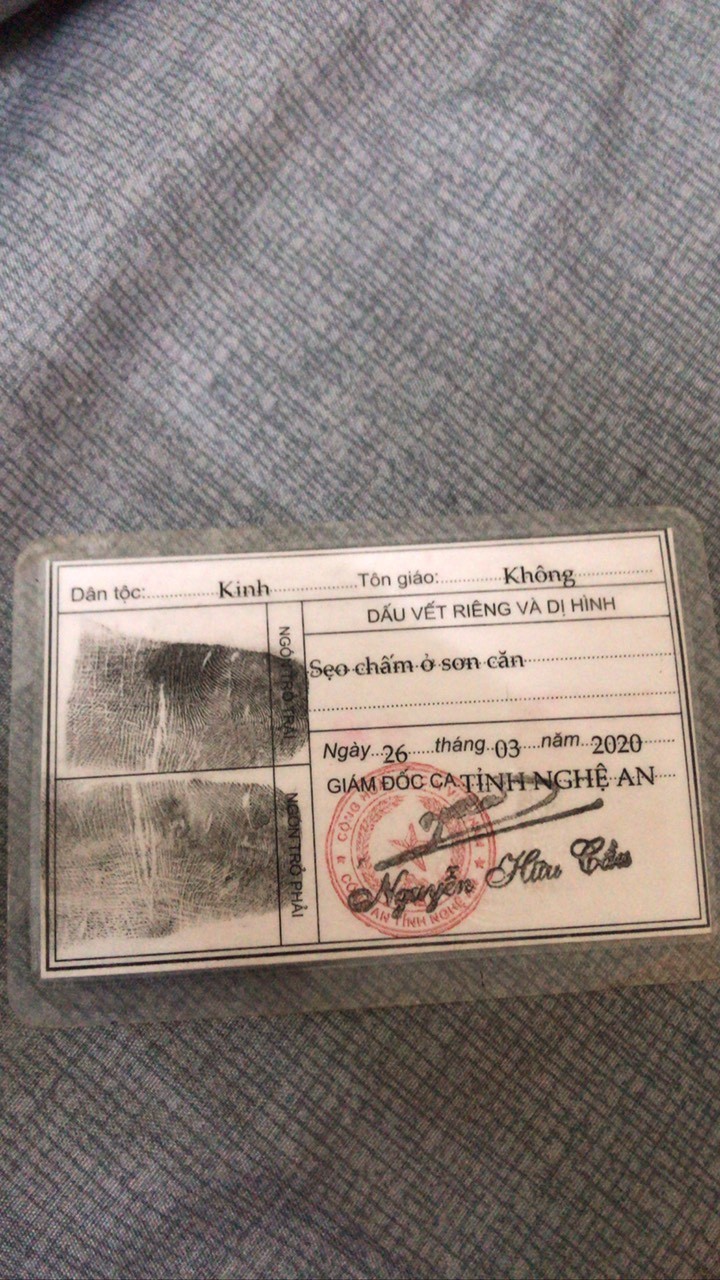 Dân tộc: Kinh Tôn giáo: Không
NGÓN TRỎ TRÁI
DẤU VẾT RIÊNG VÀ DỊ HÌNH
Sẹo chấm ở sơn căn
Ngày 26 tháng 03 năm 2020
GIÁM ĐỐC CA TỈNH NGHỆ AN
NGÓN TRỎ PHẢI
Nguyễn Hữu Cầu